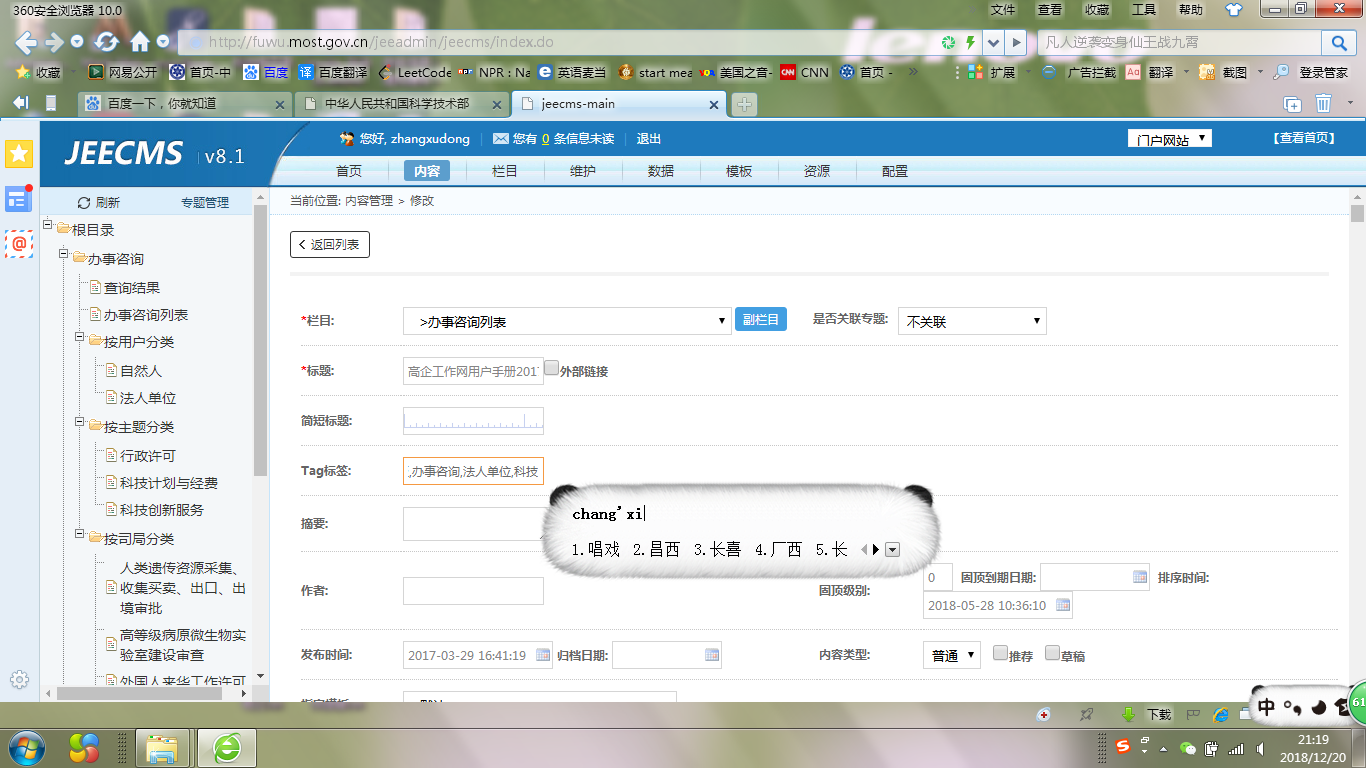 360安全浏览器 10.0
文件 查看 收藏 工具 帮助
http://fuwu.most.gov.cn/jeeadmin/jeecms/index.do
凡人逆袭变身仙王战九霄
收藏 网易公开 首页-中 百度 百度翻译 LeetCode NPR : Na 英语麦当 start mea 美国之音- CNN 首页 - » 扩展 广告拦截 翻译 截图 登录管家
百度一下，你就知道 中华人民共和国科学技术部 jeecms-main
JEECMS v8.1
您好, zhangxudong 您有 0 条信息未读 退出 门户网站 【查看首页】
首页 内容 栏目 维护 数据 模板 资源 配置
刷新 专题管理
当前位置: 内容管理 > 修改
根目录
办事咨询
查询结果
办事咨询列表
按用户分类
自然人
法人单位
按主题分类
行政许可
科技计划与经费
科技创新服务
按司局分类
人类遗传资源采集、
收集买卖、出口、出
境审批
高等级病原微生物实
验室建设审查
外国人来华工作许可
返回列表
*栏目: >办事咨询列表 副栏目 是否关联专题: 不关联
*标题: 高企工作网用户手册201 外部链接
简短标题:
Tag标签: ,办事咨询,法人单位,科技
chang'xi
1.唱戏 2.昌西 3.长喜 4.厂西 5.长
摘要:
作者: 固顶级别: 0 固顶到期日期: 排序时间:
2018-05-28 10:36:10
发布时间: 2017-03-29 16:41:19 归档日期: 内容类型: 普通 推荐 草稿
中
61
下载
21:19
2018/12/20